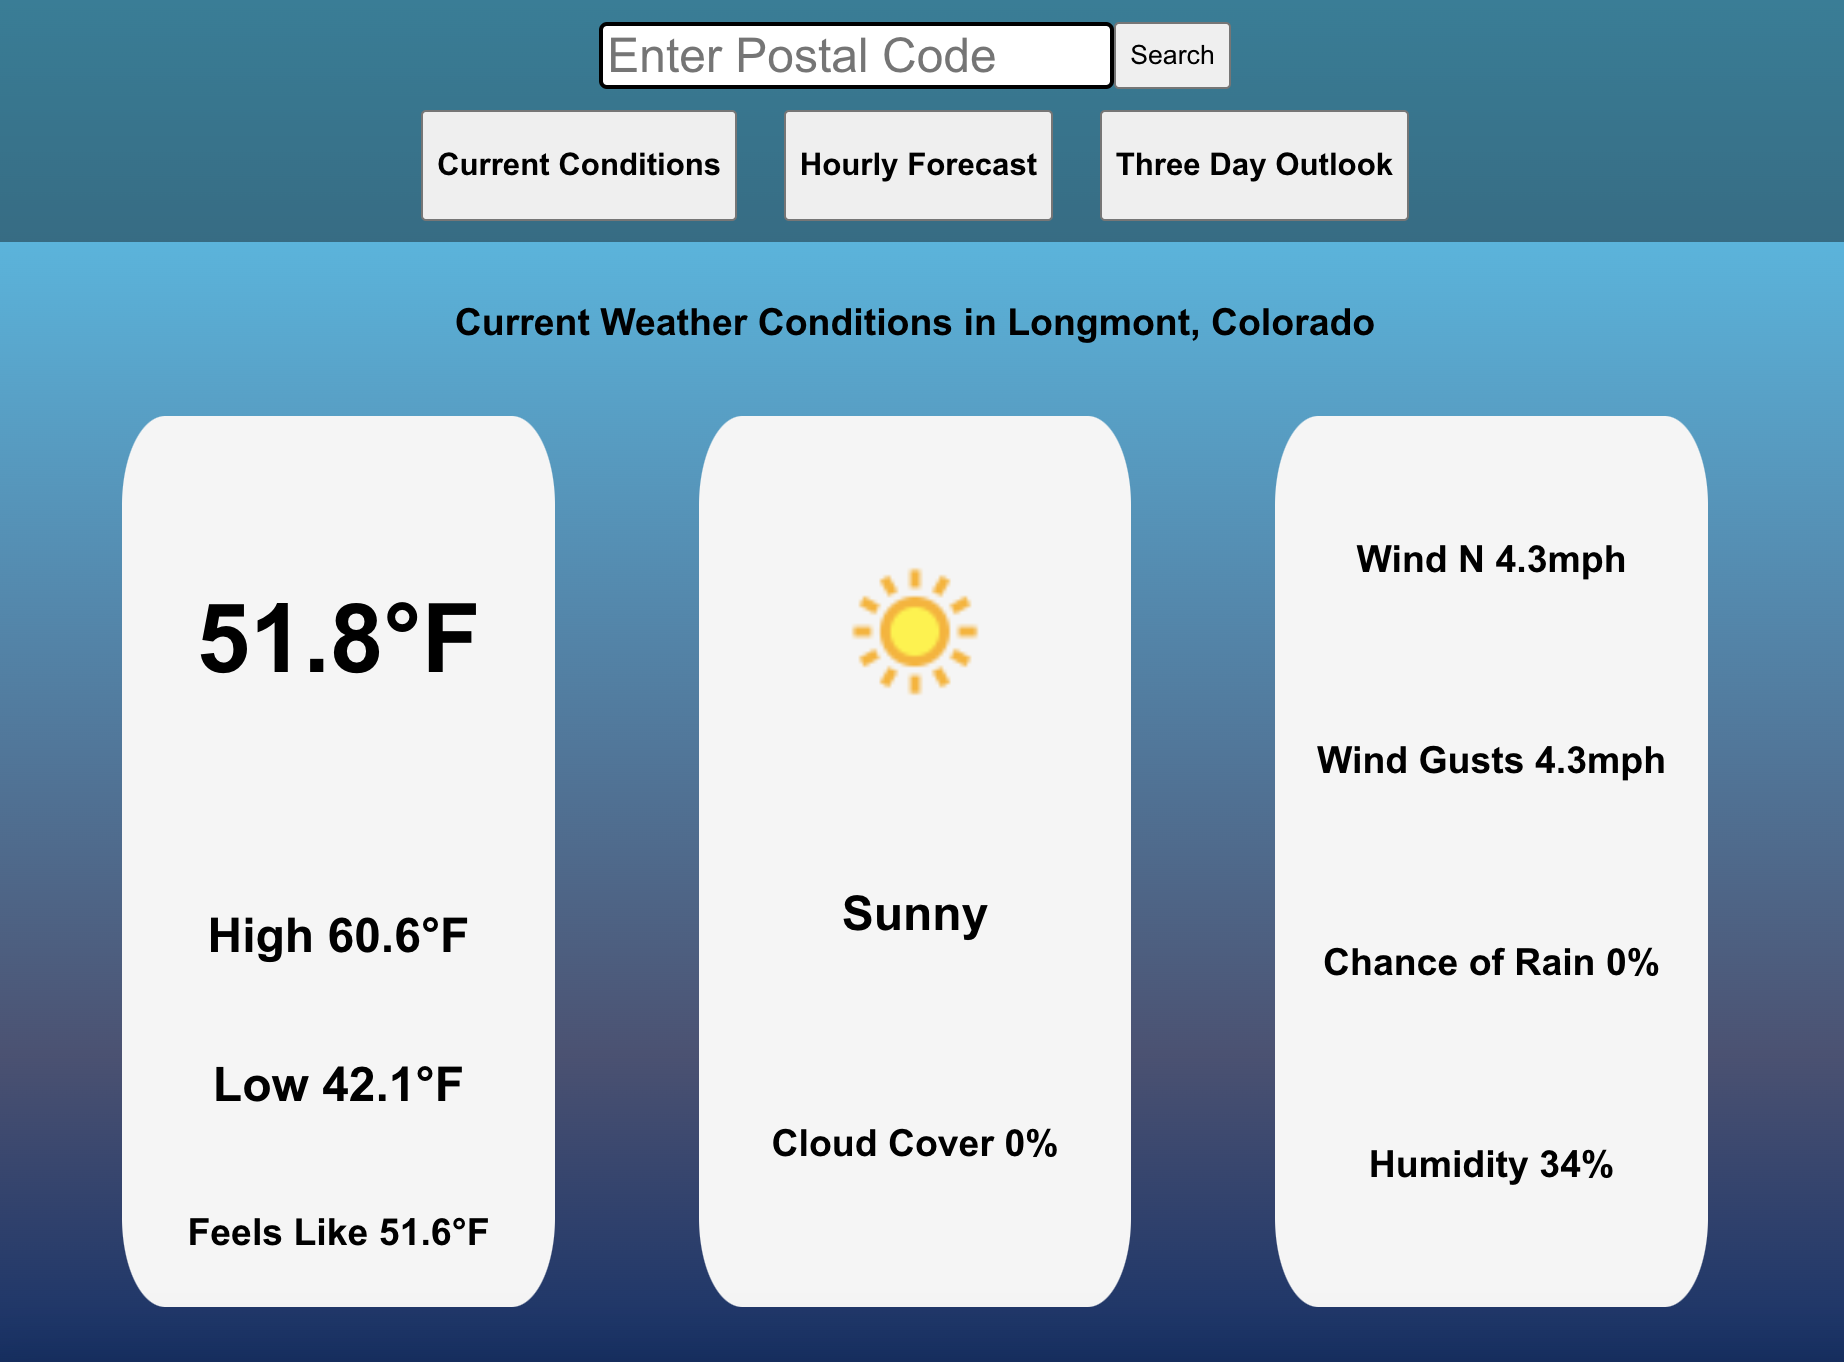 Enter Postal Code Search
Current Conditions Hourly Forecast Three Day Outlook
Current Weather Conditions in Longmont, Colorado
51.8°F
High 60.6°F
Low 42.1°F
Feels Like 51.6°F
Sunny
Cloud Cover 0%
Wind N 4.3mph
Wind Gusts 4.3mph
Chance of Rain 0%
Humidity 34%